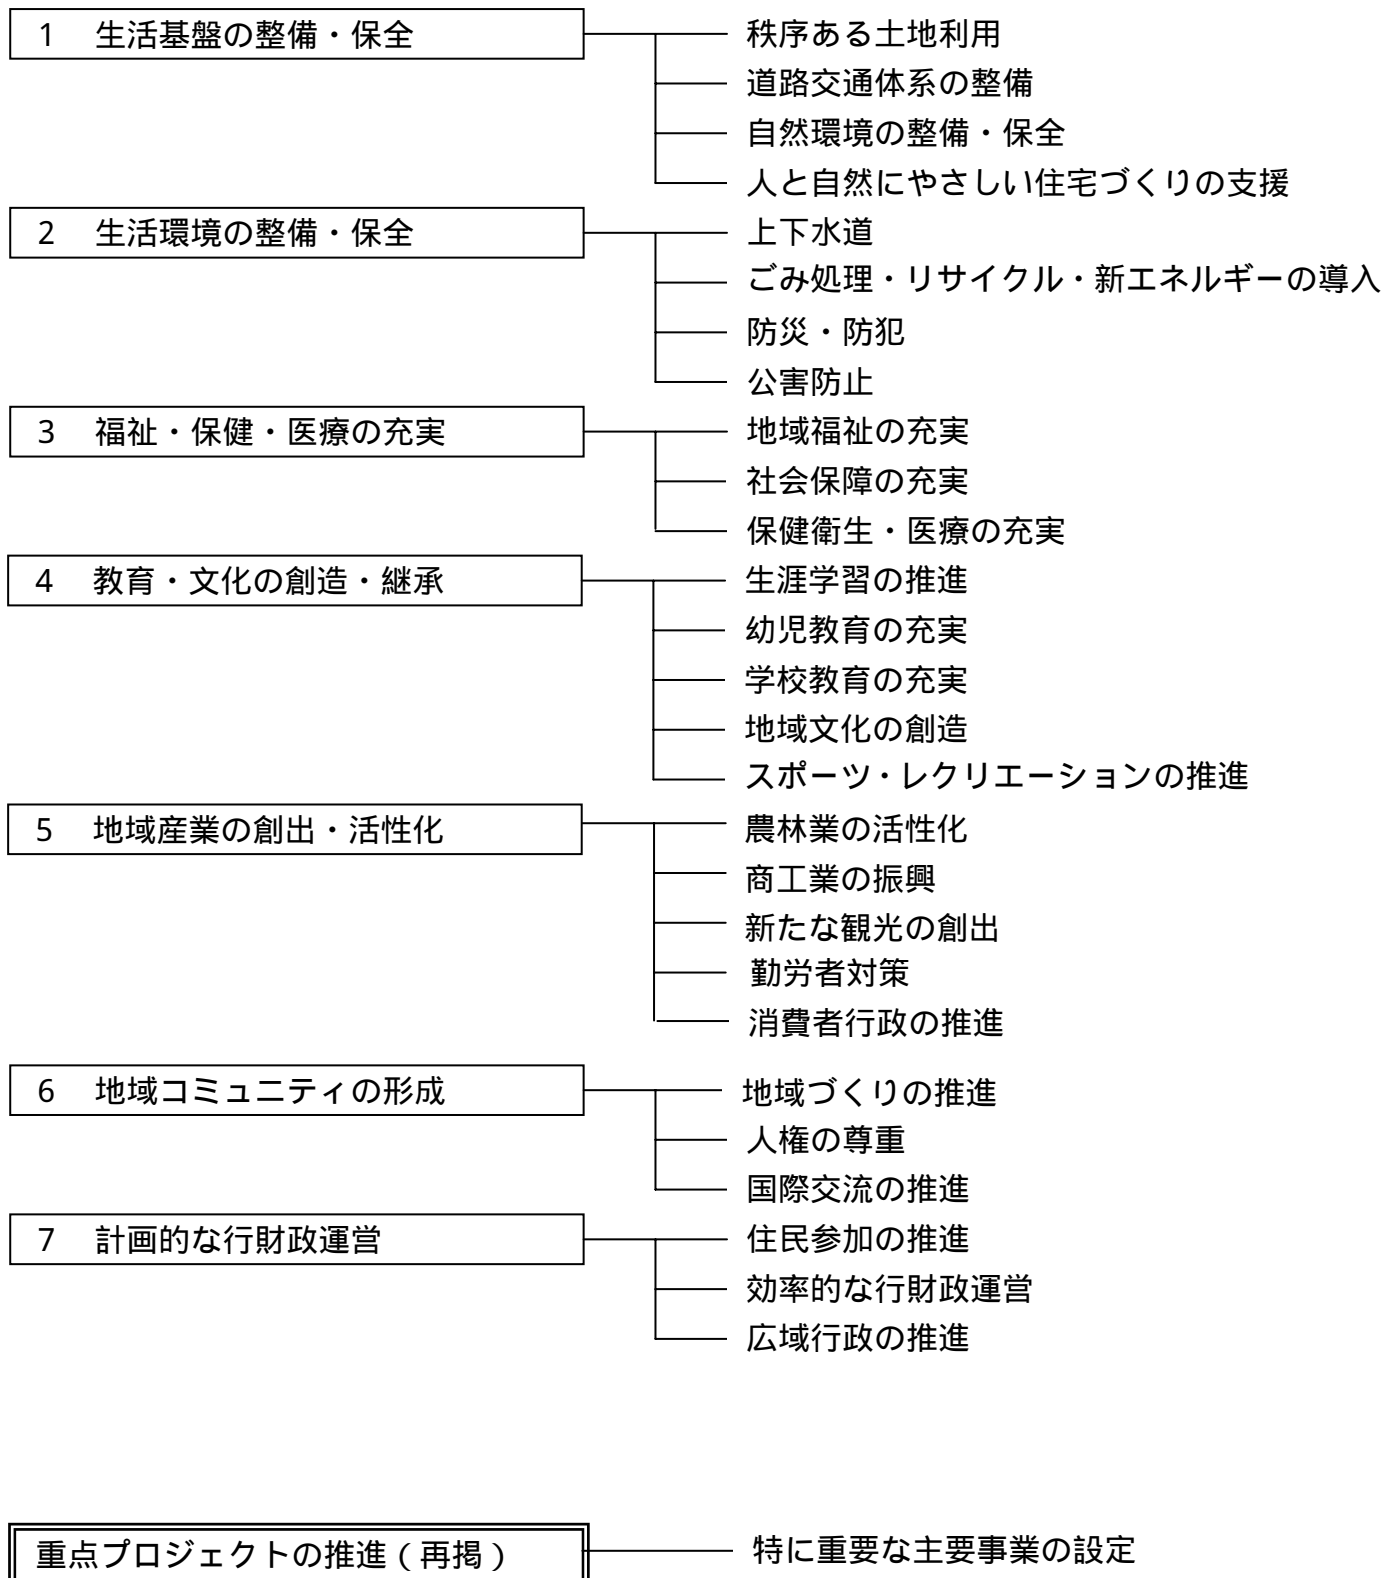 1 生活基盤の整備・保全
秩序ある土地利用
道路交通体系の整備
自然環境の整備・保全
人と自然にやさしい住宅づくりの支援
2 生活環境の整備・保全
上下水道
ごみ処理・リサイクル・新エネルギーの導入
防災・防犯
公害防止
3 福祉・保健・医療の充実
地域福祉の充実
社会保障の充実
保健衛生・医療の充実
4 教育・文化の創造・継承
生涯学習の推進
幼児教育の充実
学校教育の充実
地域文化の創造
スポーツ・レクリエーションの推進
5 地域産業の創出・活性化
農林業の活性化
商工業の振興
新たな観光の創出
勤労者対策
消費者行政の推進
6 地域コミュニティの形成
地域づくりの推進
人権の尊重
国際交流の推進
7 計画的な行財政運営
住民参加の推進
効率的な行財政運営
広域行政の推進
重点プロジェクトの推進（再掲）
特に重要な主要事業の設定